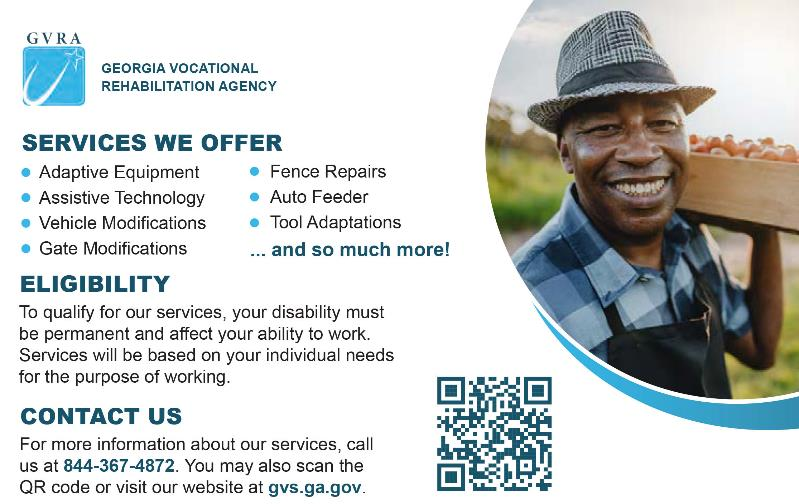 GVRA
GEORGIA VOCATIONAL
REHABILITATION AGENCY
SERVICES WE OFFER
Adaptive Equipment
Assistive Technology
Vehicle Modifications
Gate Modifications
Fence Repairs
Auto Feeder
Tool Adaptations
... and so much more!
ELIGIBILITY
To qualify for our services, your disability must
be permanent and affect your ability to work.
Services will be based on your individual needs
for the purpose of working.
CONTACT US
For more information about our services, call
us at 844-367-4872. You may also scan the
QR code or visit our website at gvs.ga.gov.